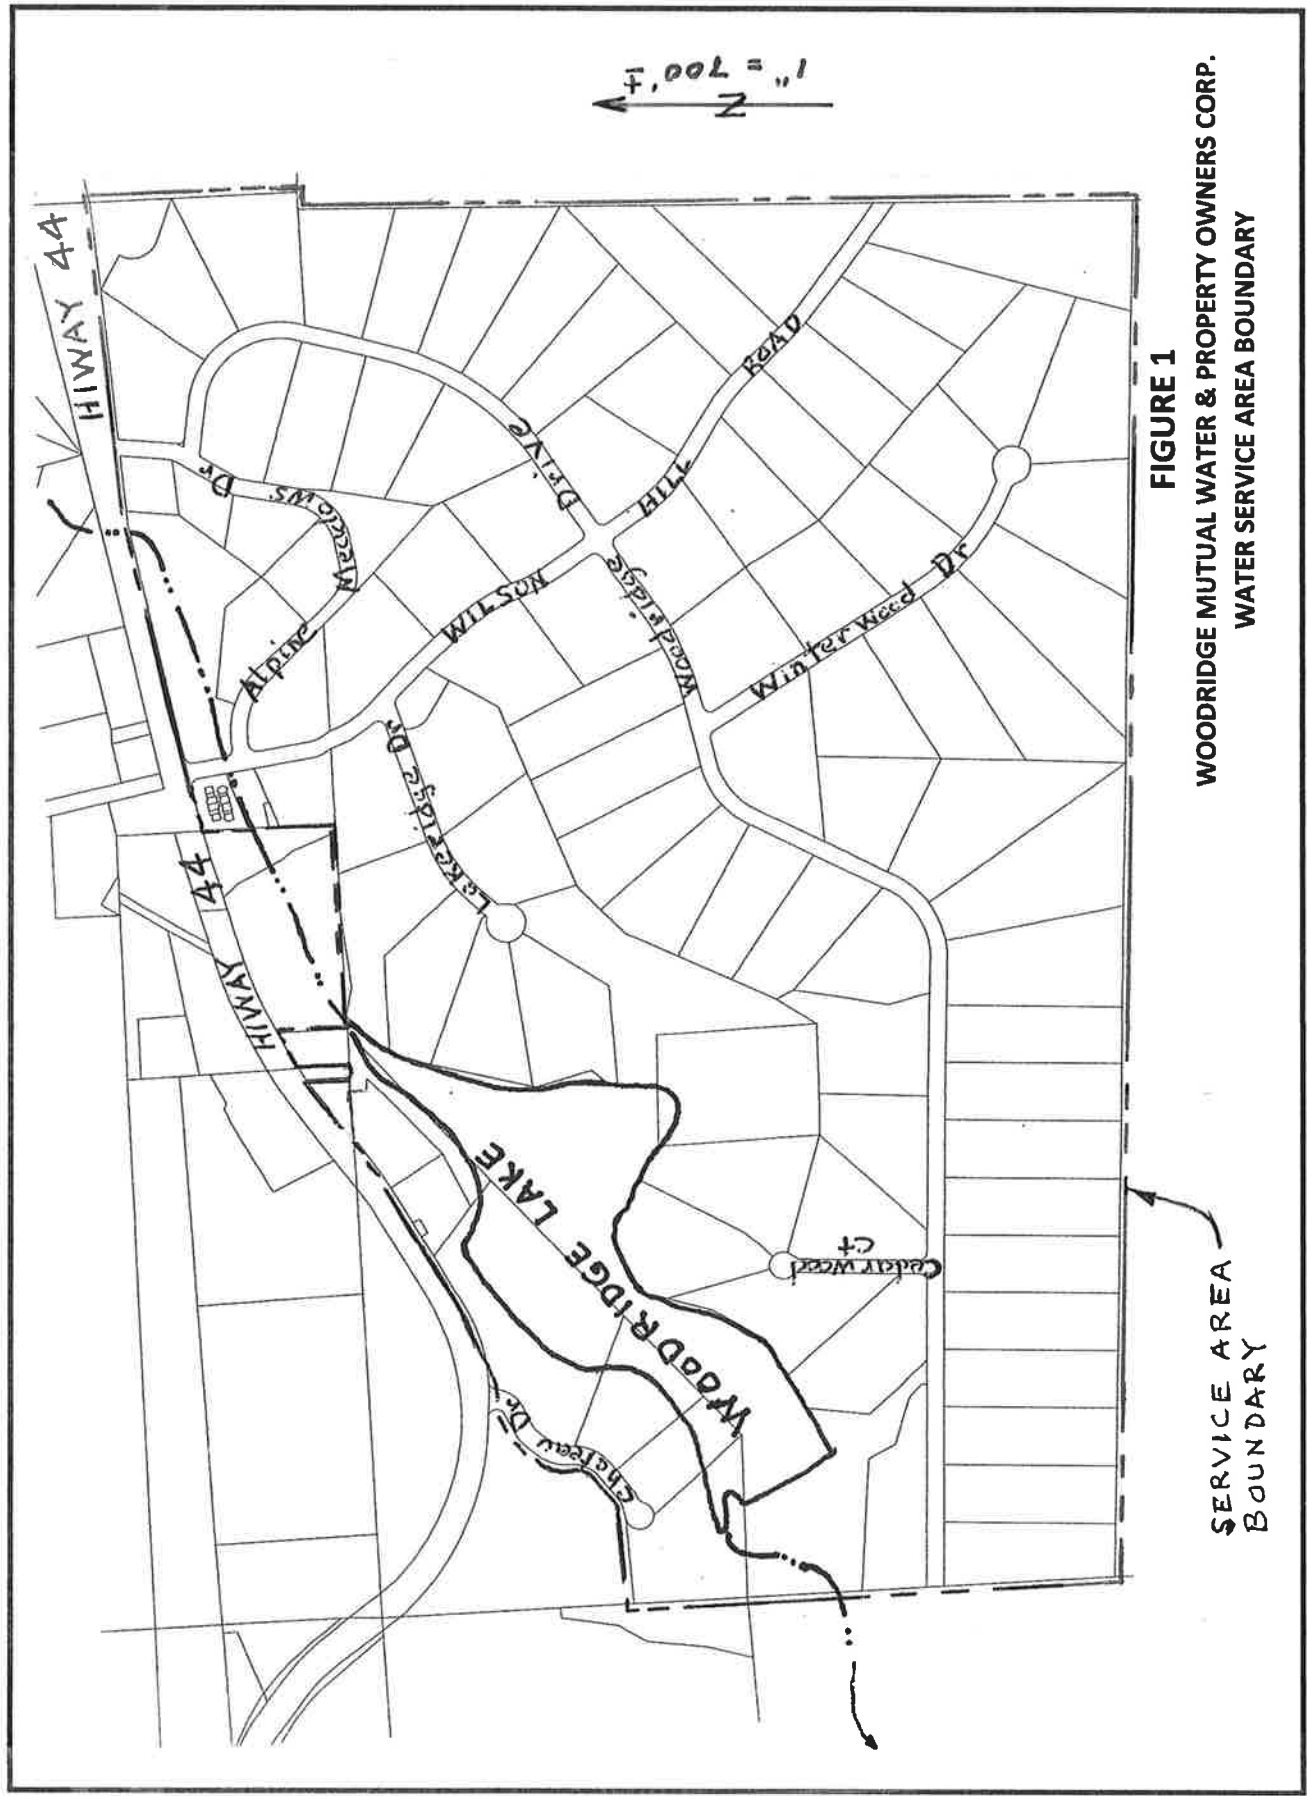 HIWAY 44
HIWAY 44
N
1" = 700' ±
Alpine Meadows Dr
WILSON HILL ROAD
Woodridge Drive
Lakeridge Dr
Winter Wood Dr
Cedarwood Ct
Chateau Dr
WOODRIDGE LAKE
SERVICE AREA
BOUNDARY
FIGURE 1
WOODRIDGE MUTUAL WATER & PROPERTY OWNERS CORP.
WATER SERVICE AREA BOUNDARY